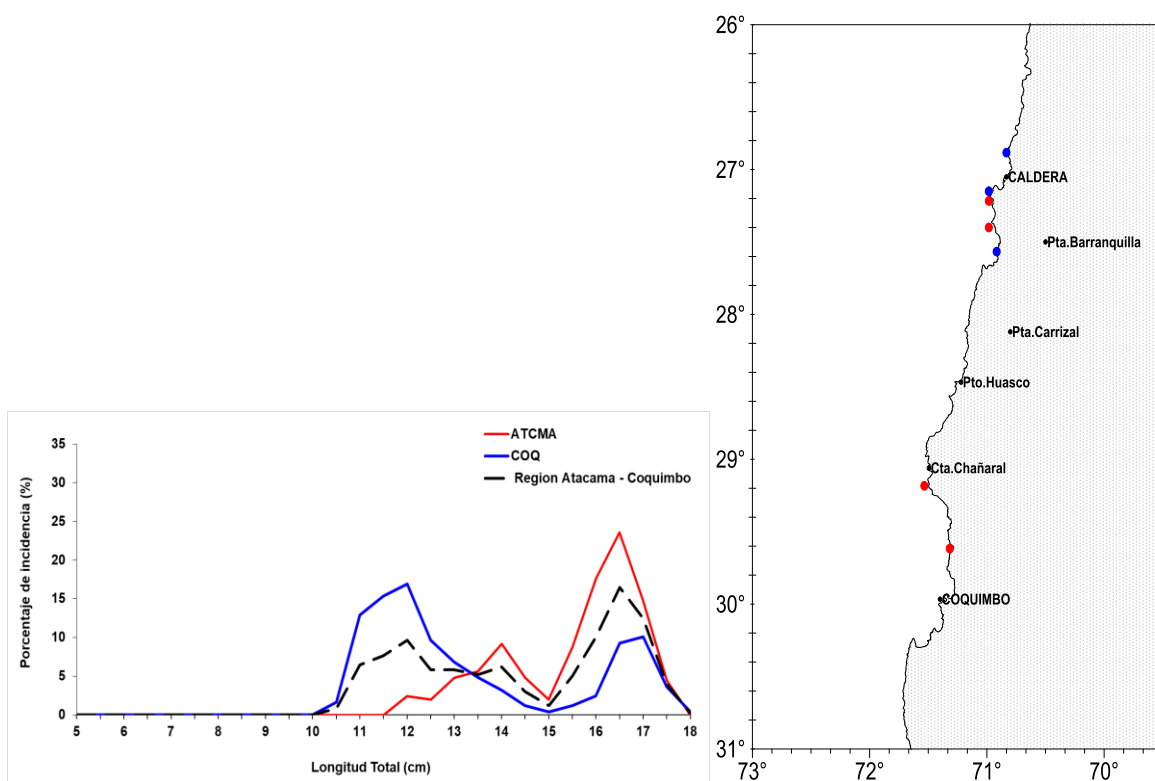 35
30
25
20
15
10
5
0
Porcentaje de incidencia (%)
ATCMA
COQ
Region Atacama - Coquimbo
5 6 7 8 9 10 11 12 13 14 15 16 17 18
Longitud Total (cm)
26°
27°
28°
29°
30°
31°
CALDERA
Pta.Barranquilla
Pta.Carrizal
Pto.Huasco
Cta.Chañaral
COQUIMBO
73° 72° 71° 70°